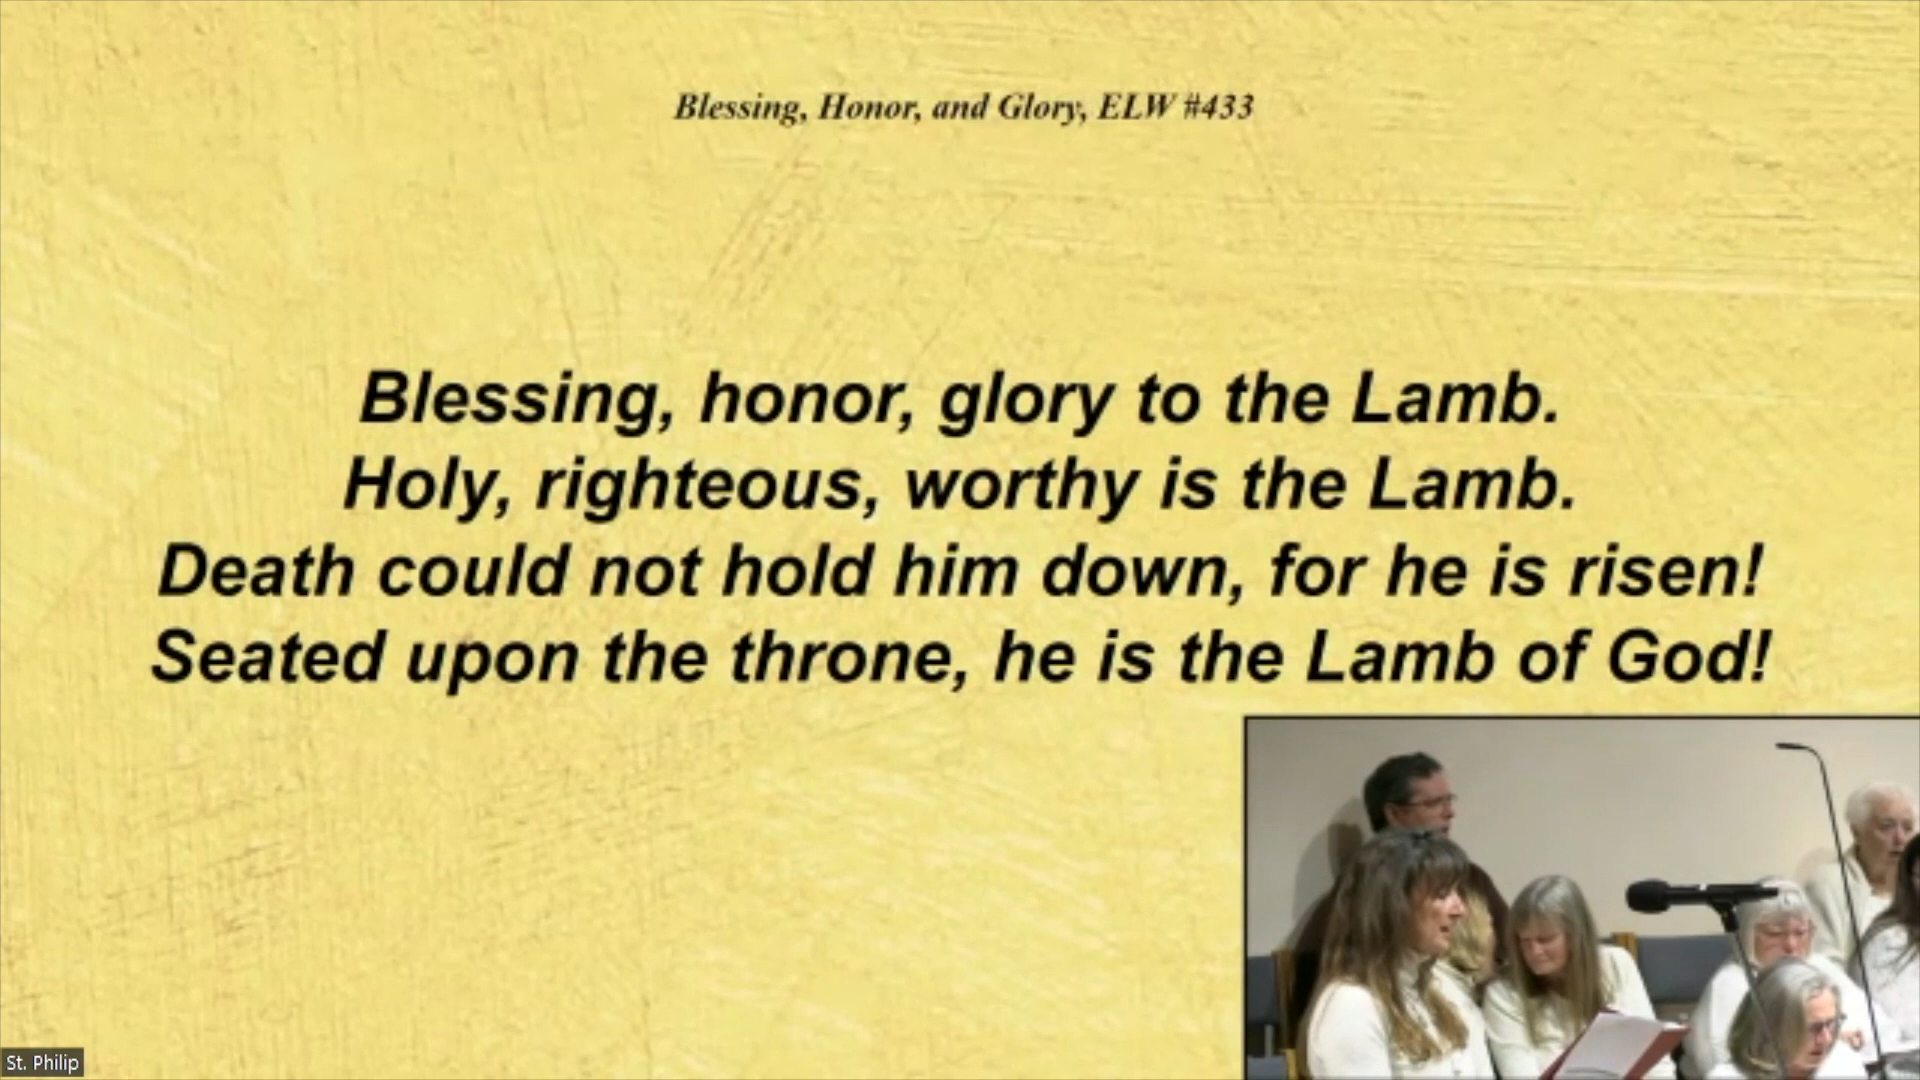 Blessing, Honor, and Glory, ELW #433
Blessing, honor, glory to the Lamb.
Holy, righteous, worthy is the Lamb.
Death could not hold him down, for he is risen!
Seated upon the throne, he is the Lamb of God!
St. Philip